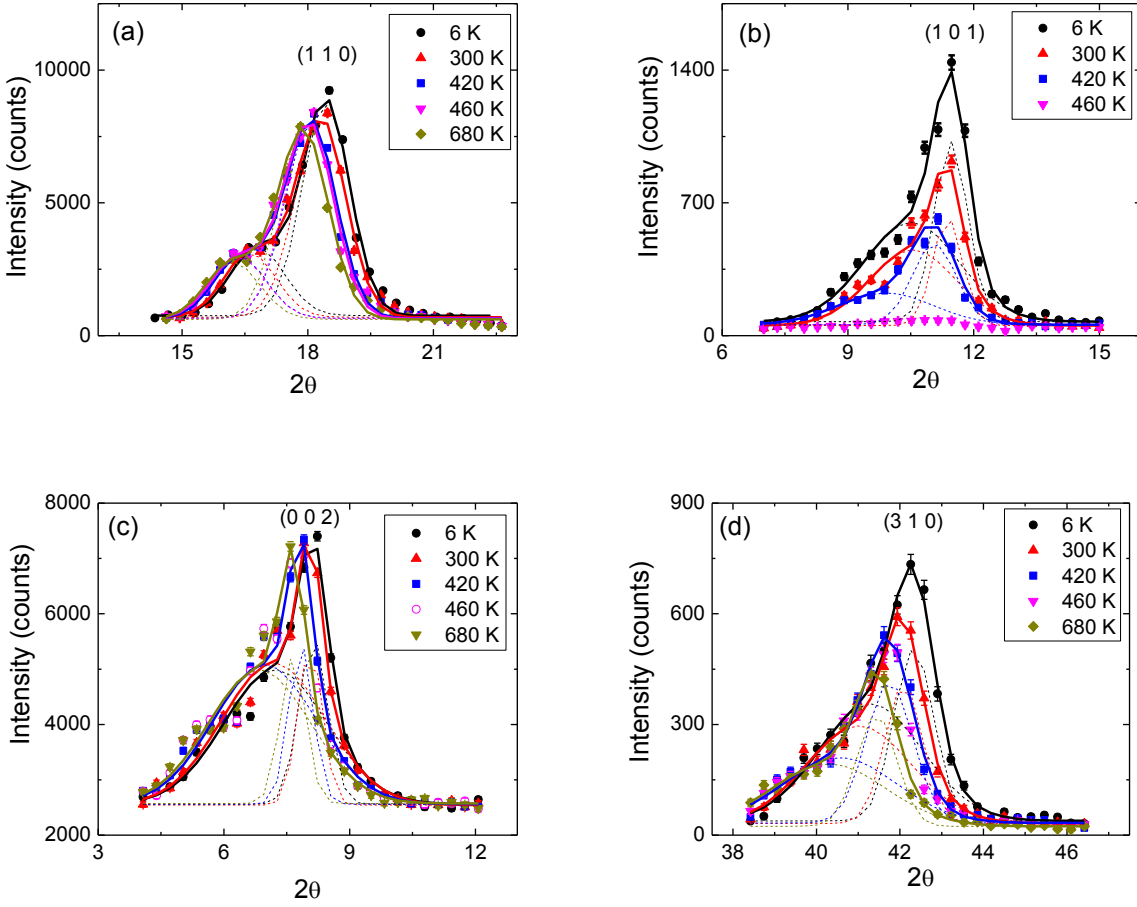 (a)
(1 1 0)
6 K
300 K
420 K
460 K
680 K
10000
5000
0
Intensity (counts)
15
18
21
2θ
(b)
(1 0 1)
6 K
300 K
420 K
460 K
1400
700
0
Intensity (counts)
6
9
12
15
2θ
(c)
(0 0 2)
6 K
300 K
420 K
460 K
680 K
8000
6000
4000
2000
Intensity (counts)
3
6
9
12
2θ
(d)
(3 1 0)
6 K
300 K
420 K
460 K
680 K
900
600
300
0
Intensity (counts)
38
40
42
44
46
2θ